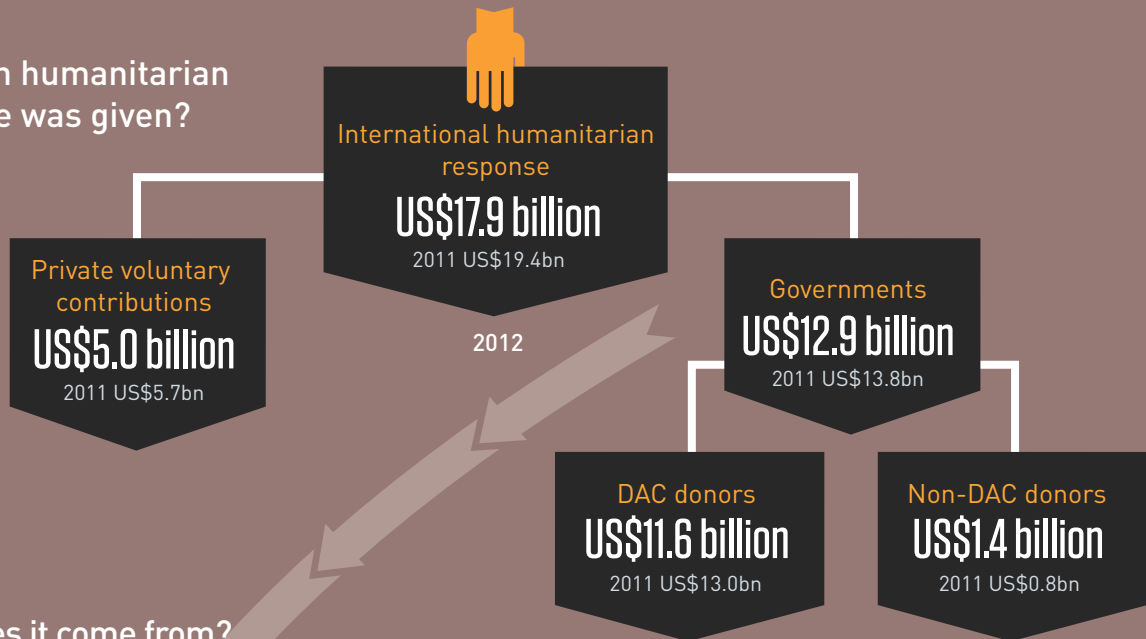 humanitarian
was given?
International humanitarian
response
US$17.9 billion
2011 US$19.4bn
2012
Private voluntary
contributions
US$5.0 billion
2011 US$5.7bn
Governments
US$12.9 billion
2011 US$13.8bn
DAC donors
US$11.6 billion
2011 US$13.0bn
Non-DAC donors
US$1.4 billion
2011 US$0.8bn
it come from?